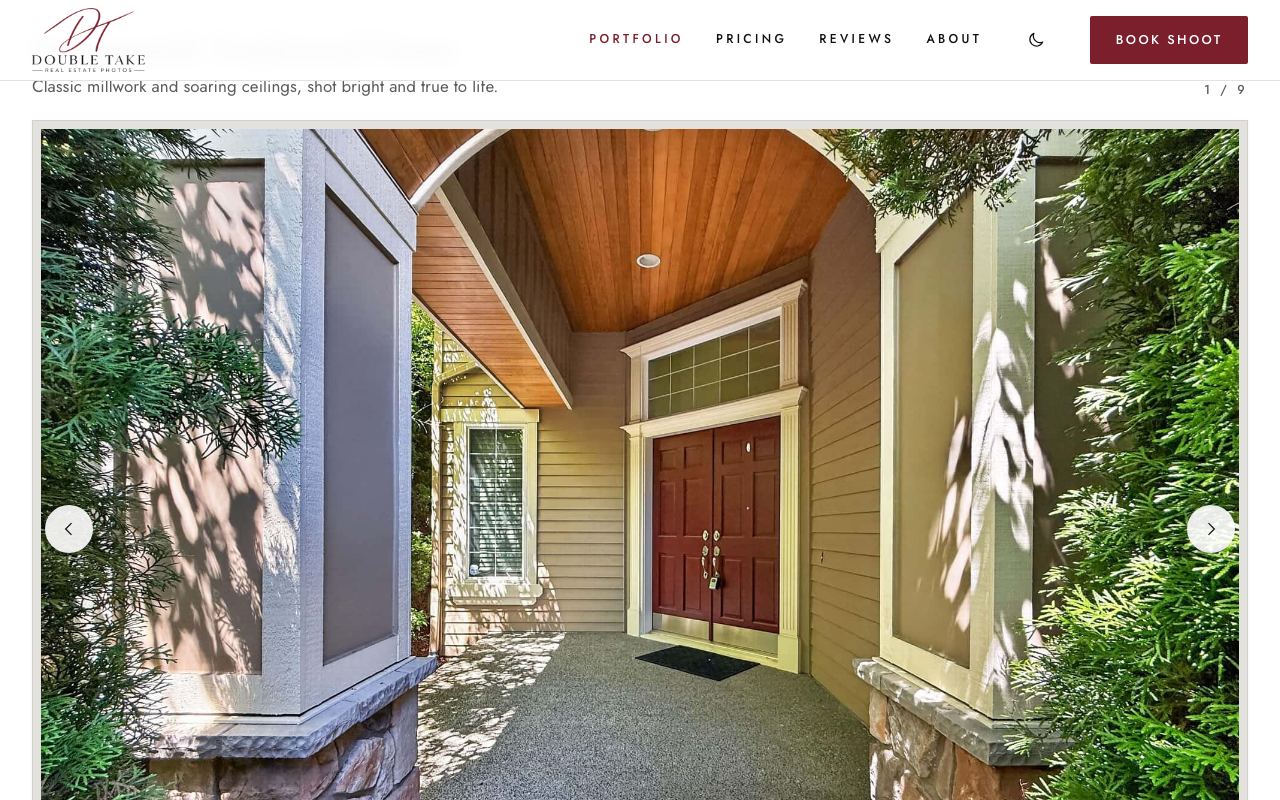 DT
DOUBLE TAKE
REAL ESTATE PHOTOS
PORTFOLIO
PRICING
REVIEWS
ABOUT
BOOK SHOOT
Classic millwork and soaring ceilings, shot bright and true to life.
1 / 9